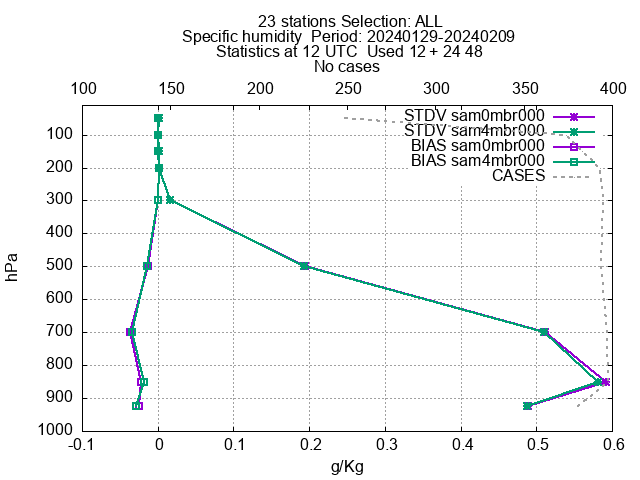 23 stations Selection: ALL
Specific humidity  Period: 20240129-20240209
Statistics at 12 UTC  Used 12 + 24 48
No cases
100 150 200 250 300 350 400
STDV sam0mbr000
STDV sam4mbr000
BIAS sam0mbr000
BIAS sam4mbr000
CASES
100
200
300
400
500
600
700
800
900
1000
hPa
-0.1 0 0.1 0.2 0.3 0.4 0.5 0.6
g/Kg